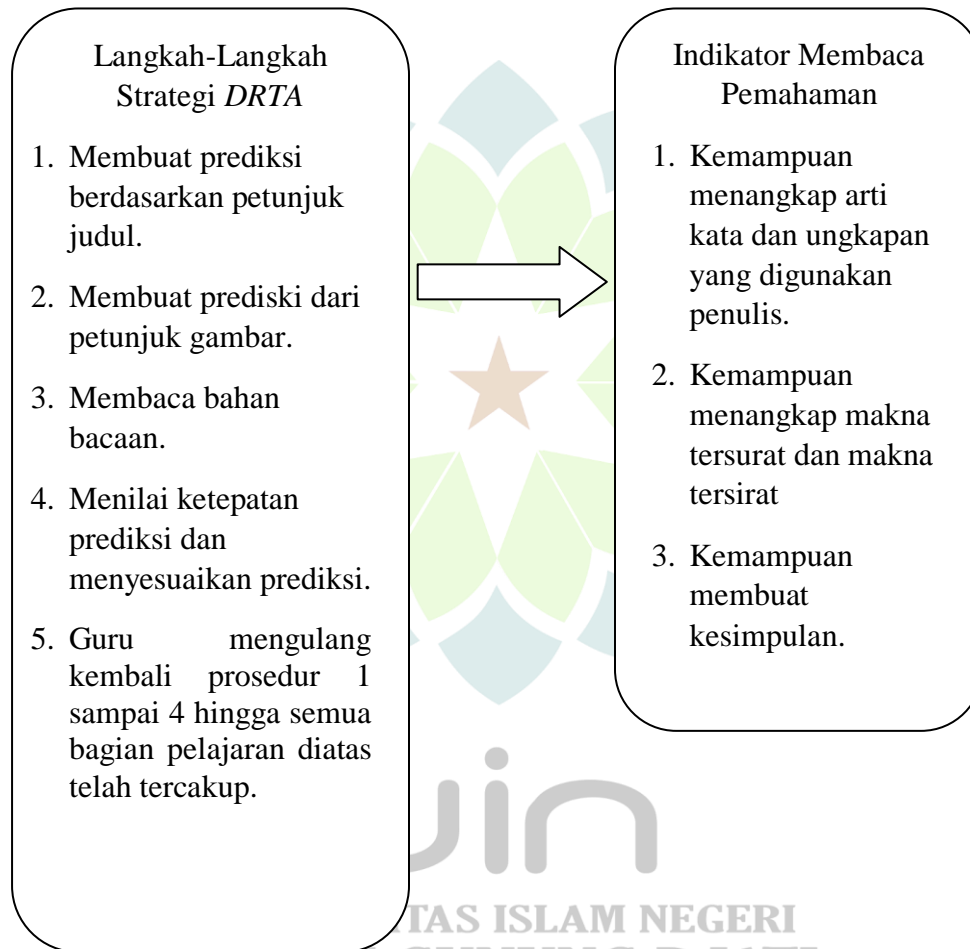 Langkah-Langkah
Strategi DRTA
1. Membuat prediksi
berdasarkan petunjuk
judul.
2. Membuat prediski dari
petunjuk gambar.
3. Membaca bahan
bacaan.
4. Menilai ketepatan
prediksi dan
menyesuaikan prediksi.
5. Guru mengulang
kembali prosedur 1
sampai 4 hingga semua
bagian pelajaran diatas
telah tercakup.
Indikator Membaca
Pemahaman
1. Kemampuan
menangkap arti
kata dan ungkapan
yang digunakan
penulis.
2. Kemampuan
menangkap makna
tersurat dan makna
tersirat
3. Kemampuan
membuat
kesimpulan.
uin
TAS ISLAM NEGERI